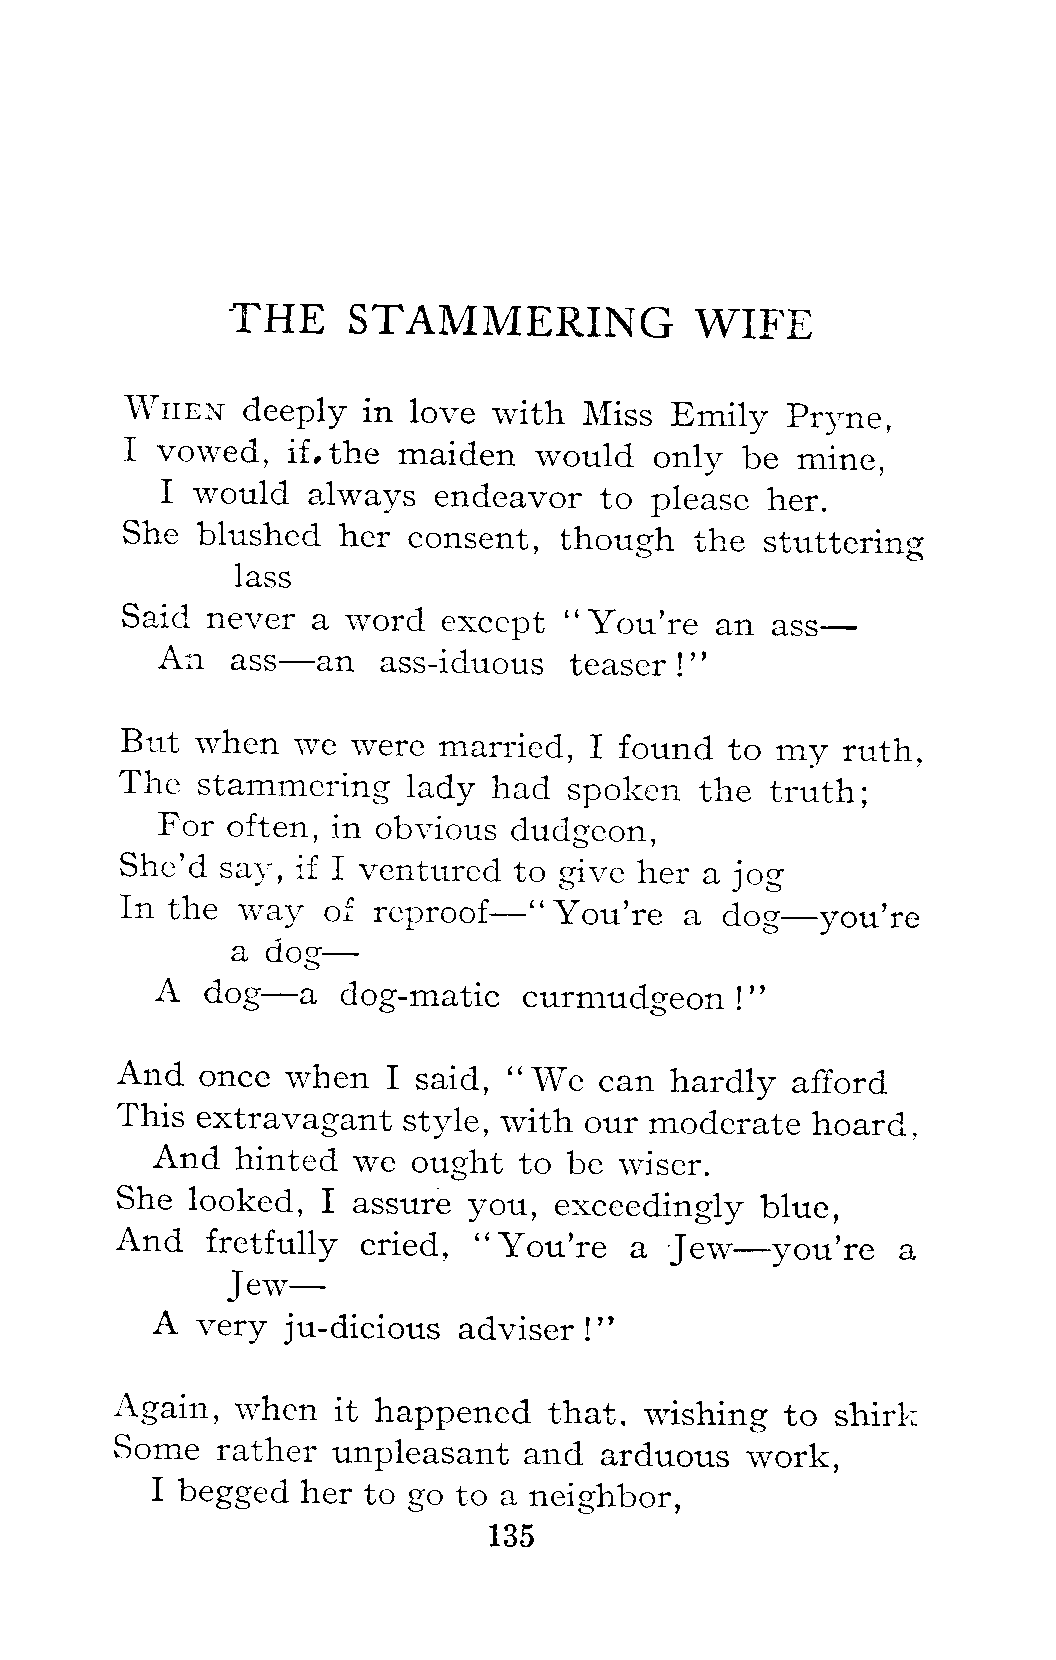 THE STAMMERING WIFE
WHEN deeply in love with Miss Emily Pryne,
I vowed, if, the maiden would only be mine,
I would always endeavor to please her.
She blushed her consent, though the stuttering
lass
Said never a word except "You're an ass—
An ass—an ass-iduous teaser!"
But when we were married, I found to my ruth,
The stammering lady had spoken the truth;
For often, in obvious dudgeon,
She'd say, if I ventured to give her a jog
In the way of reproof—"You're a dog—you're
a dog—
A dog—a dog-matic curmudgeon!"
And once when I said, "We can hardly afford
This extravagant style, with our moderate hoard,
And hinted we ought to be wiser.
She looked, I assure you, exceedingly blue,
And fretfully cried, "You're a Jew—you're a
Jew—
A very ju-dicious adviser!"
Again, when it happened that, wishing to shirk
Some rather unpleasant and arduous work,
I begged her to go to a neighbor,
135